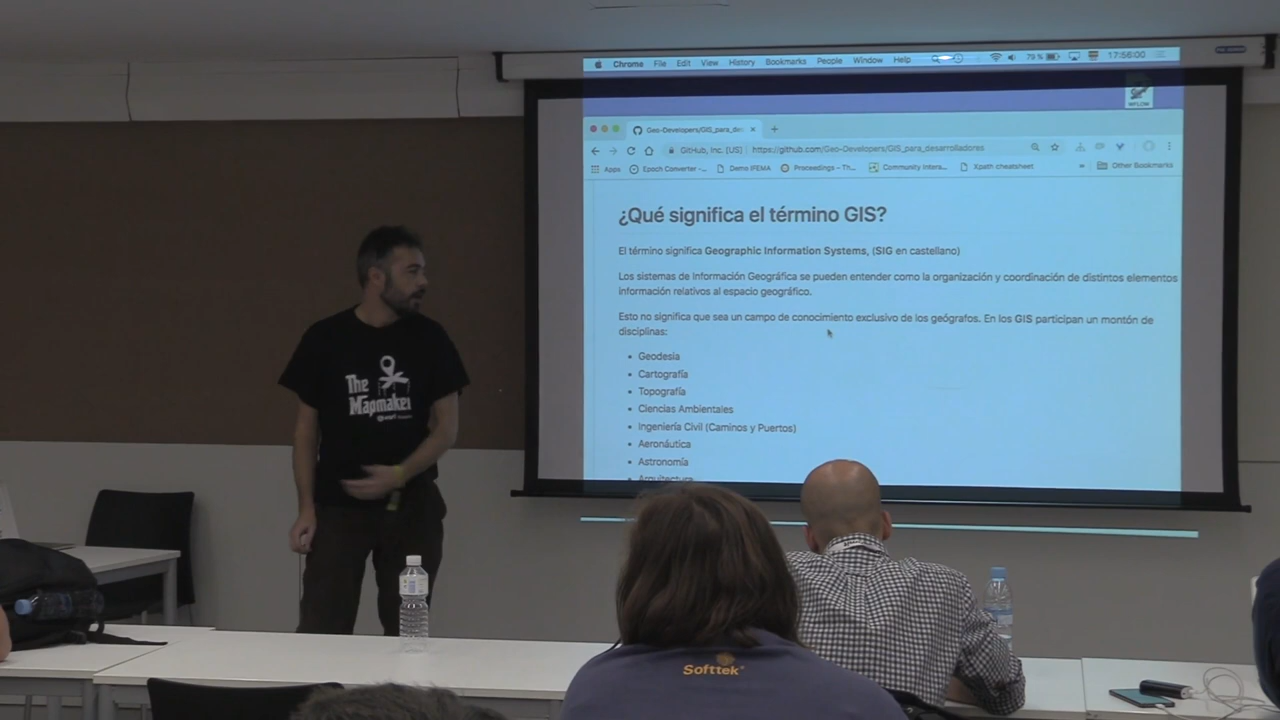 Chrome File Edit View History Bookmarks People Window Help 79% 17:56:00
Geo-Developers/GIS_para_des
GitHub, Inc. [US] https://github.com/Geo-Developers/GIS_para_desarrolladores
Apps Epoch Converter -... Demo IFEMA Proceedings – Th... Community Intera... Xpath cheatsheet » Other Bookmarks
¿Qué significa el término GIS?
El término significa Geographic Information Systems, (SIG en castellano)
Los sistemas de Información Geográfica se pueden entender como la organización y coordinación de distintos elementos
información relativos al espacio geográfico.
Esto no significa que sea un campo de conocimiento exclusivo de los geógrafos. En los GIS participan un montón de
disciplinas:
• Geodesia
• Cartografía
• Topografía
• Ciencias Ambientales
• Ingeniería Civil (Caminos y Puertos)
• Aeronáutica
• Astronomía
• Arquitectura
The
Mapmaker
esri
Softtek